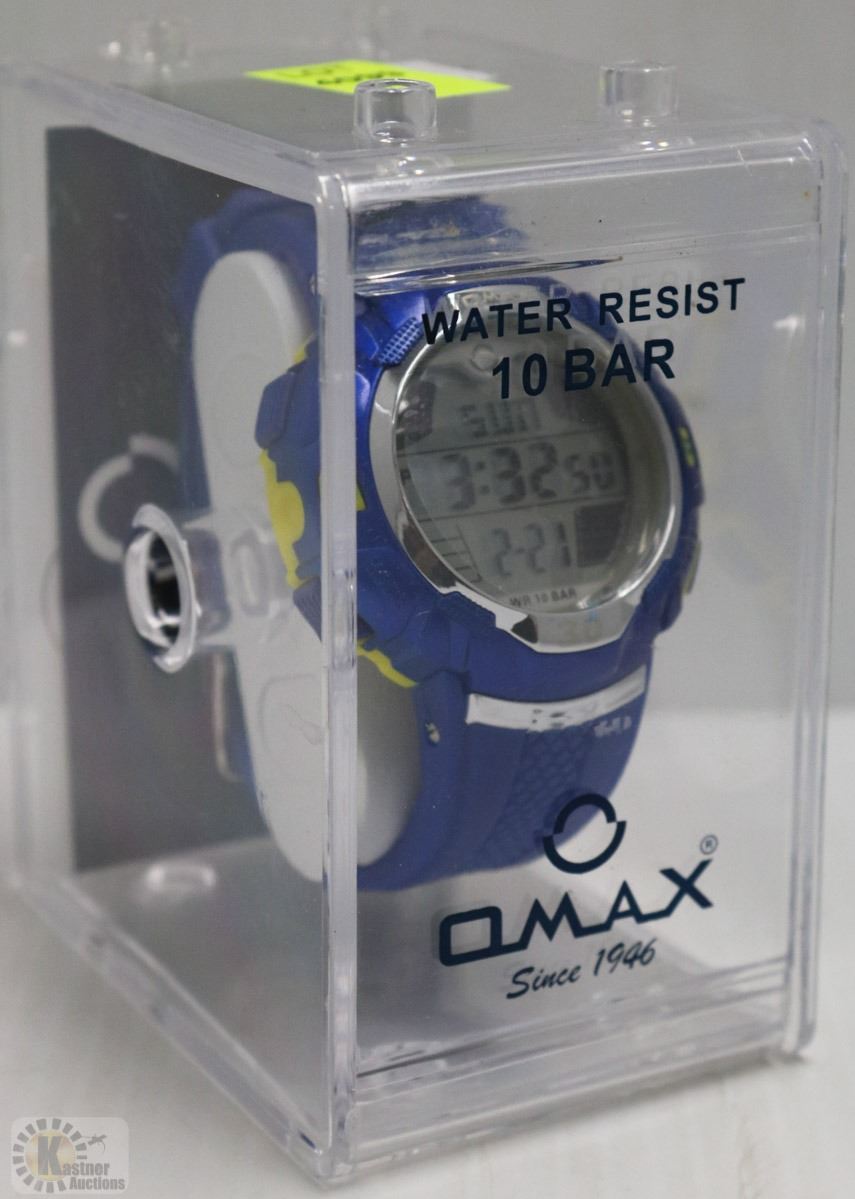 WATER RESIST
10 BAR
SUN
3:32 50
2-21
WR 10 BAR
OMAX®
Since 1946
Kastner
Auctions